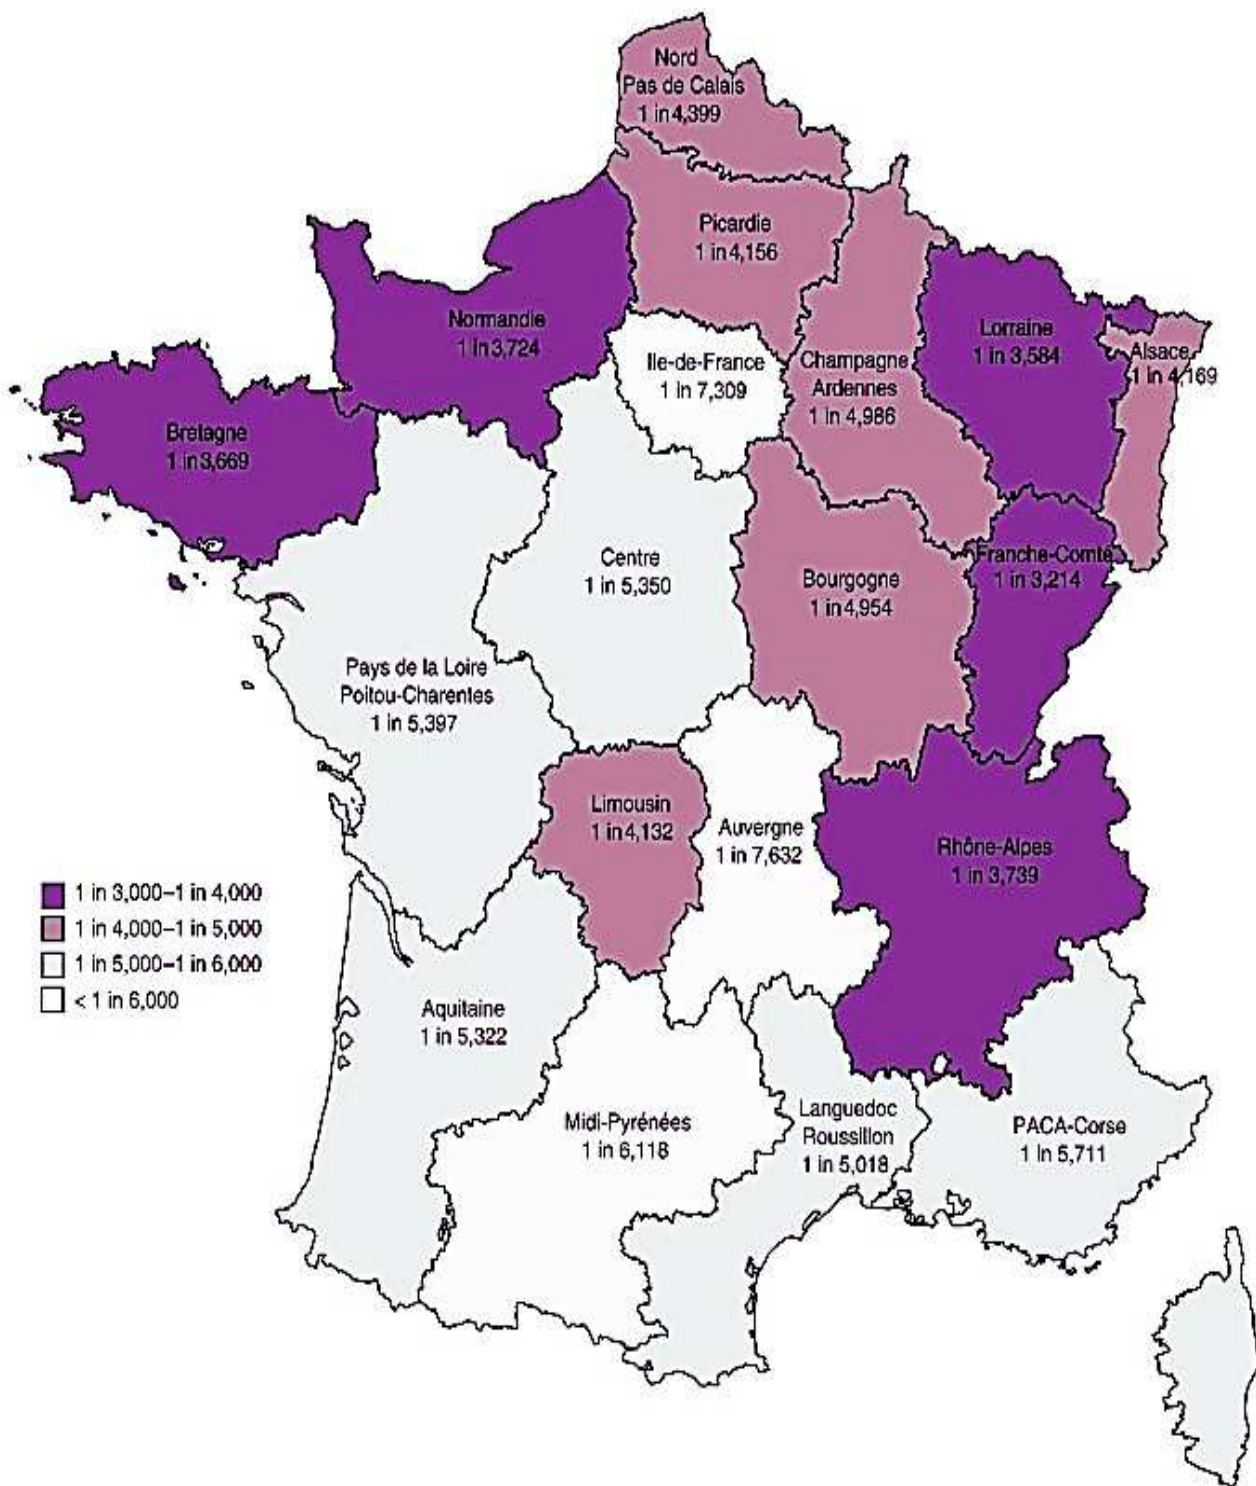 Nord
Pas de Calais
1 in 4,399
Picardie
1 in 4,156
Normandie
1 in 3,724
Ile-de-France
1 in 7,309
Champagne
Ardennes
1 in 4,986
Lorraine
1 in 3,584
Alsace
1 in 4,169
Bretagne
1 in 3,669
Centre
1 in 5,350
Bourgogne
1 in 4,954
Franche-Comté
1 in 3,214
Pays de la Loire
Poitou-Charentes
1 in 5,397
Limousin
1 in 4,132
Auvergne
1 in 7,632
Rhône-Alpes
1 in 3,739
1 in 3,000–1 in 4,000
1 in 4,000–1 in 5,000
1 in 5,000–1 in 6,000
< 1 in 6,000
Aquitaine
1 in 5,322
Midi-Pyrénées
1 in 6,118
Languedoc
Roussillon
1 in 5,018
PACA-Corse
1 in 5,711